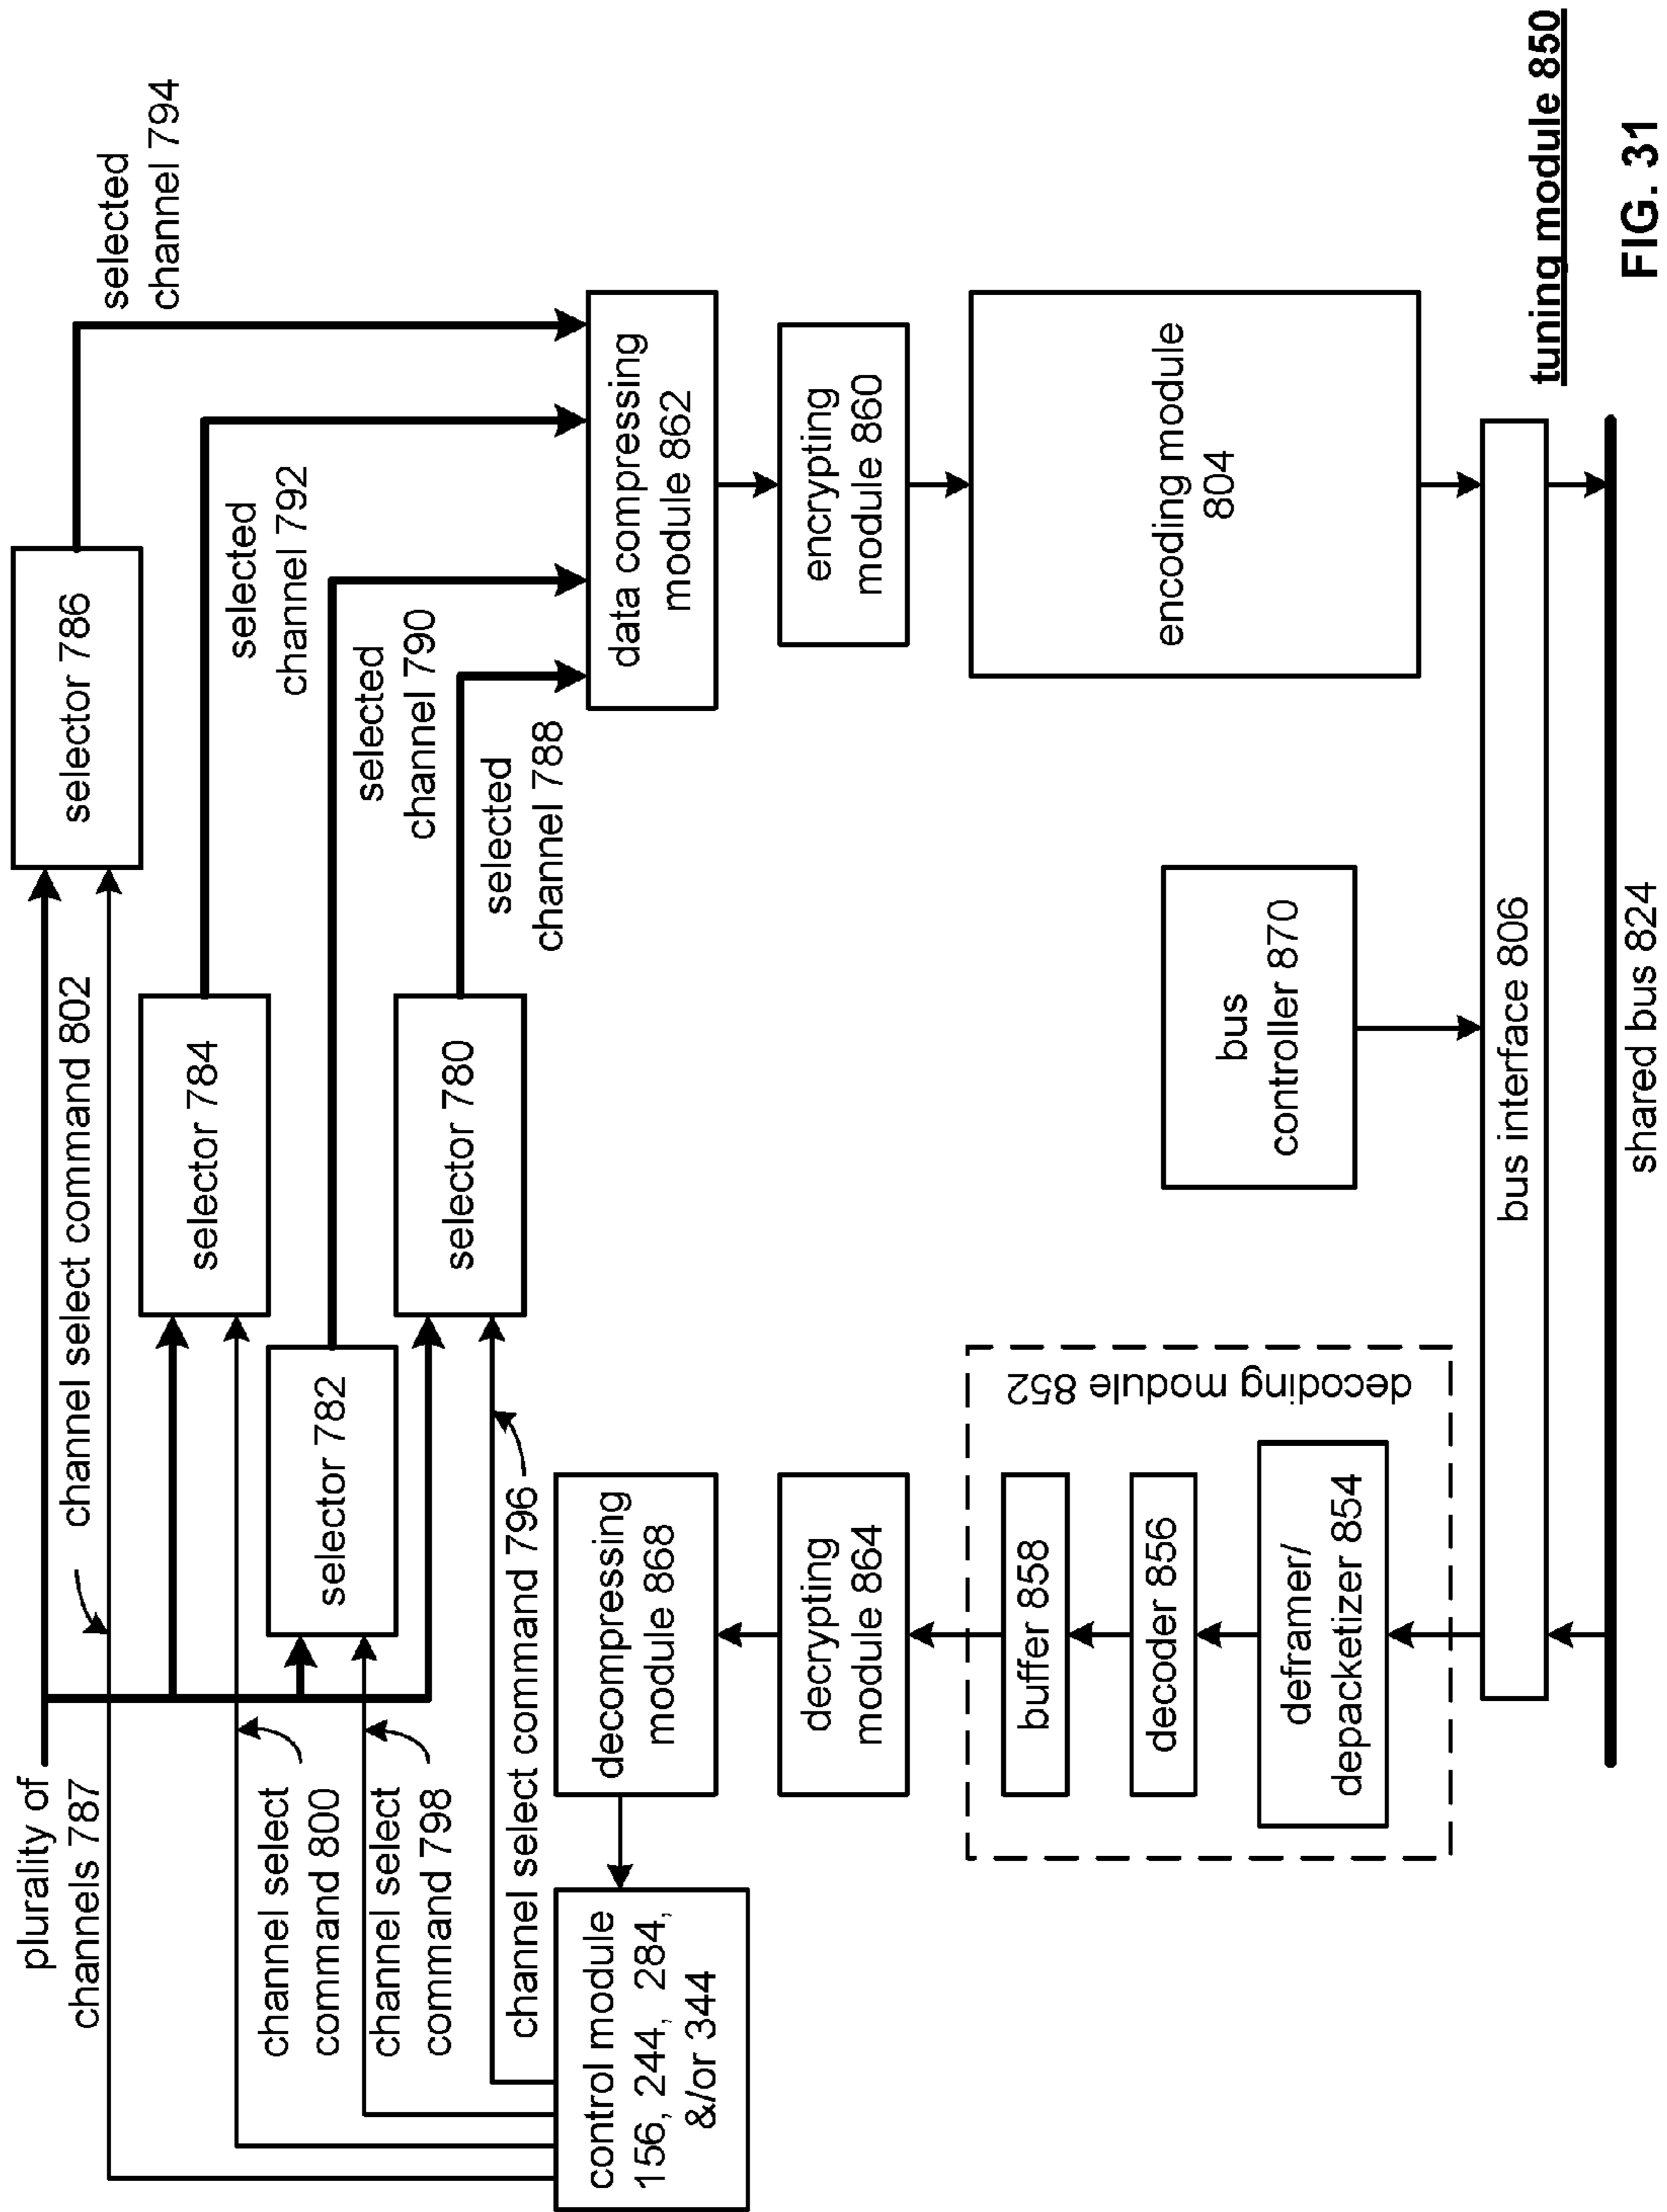 plurality of
channels 787
channel select command 802
selector 786
selected
channel 794
selector 784
selected
channel 792
channel select
command 800
selector 782
selected
channel 790
channel select
command 798
selector 780
selected
channel 788
channel select command 796
control module
156, 244, 284,
&/or 344
decompressing
module 868
data compressing
module 862
decrypting
module 864
encrypting
module 860
buffer 858
decoder 856
deframer/
depacketizer 854
decoding module 852
bus
controller 870
encoding module
804
bus interface 806
shared bus 824
tuning module 850
FIG. 31